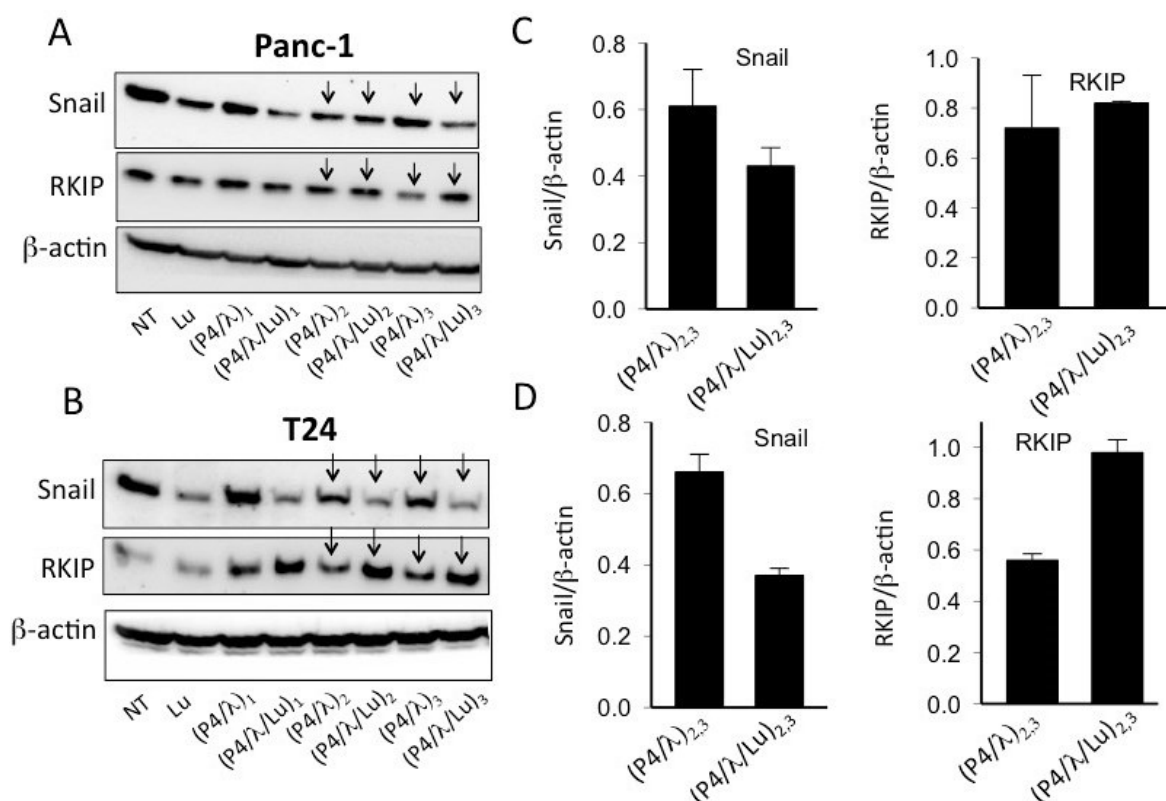 A
Panc-1
Snail
RKIP
β-actin
NT
Lu
(P4/λ)1
(P4/λ/Lu)1
(P4/λ)2
(P4/λ/Lu)2
(P4/λ)3
(P4/λ/Lu)3
B
T24
Snail
RKIP
β-actin
NT
Lu
(P4/λ)1
(P4/λ/Lu)1
(P4/λ)2
(P4/λ/Lu)2
(P4/λ)3
(P4/λ/Lu)3
C
Snail
Snail/β-actin
0.8
0.6
0.4
0.2
0.0
(P4/λ)2,3
(P4/λ/Lu)2,3
RKIP
RKIP/β-actin
1.0
0.8
0.6
0.4
0.2
0.0
(P4/λ)2,3
(P4/λ/Lu)2,3
D
Snail
Snail/β-actin
0.8
0.6
0.4
0.2
0.0
(P4/λ)2,3
(P4/λ/Lu)2,3
RKIP
RKIP/β-actin
1.0
0.8
0.6
0.4
0.2
0.0
(P4/λ)2,3
(P4/λ/Lu)2,3